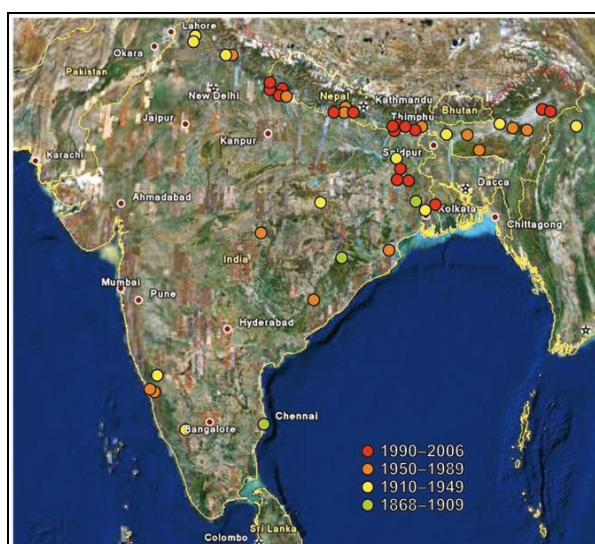 Lahore
Okara
Pakistan
New Delhi
Nepal
Kathmandu
Bhutan
Thimphu
Jaipur
Kanpur
Saidpur
Karachi
Dacca
Ahmadabad
Kolkata
Chittagong
India
Mumbai
Pune
Hyderabad
Chennai
Bangalore
1990–2006
1950–1989
1910–1949
1868–1909
Sri Lanka
Colombo